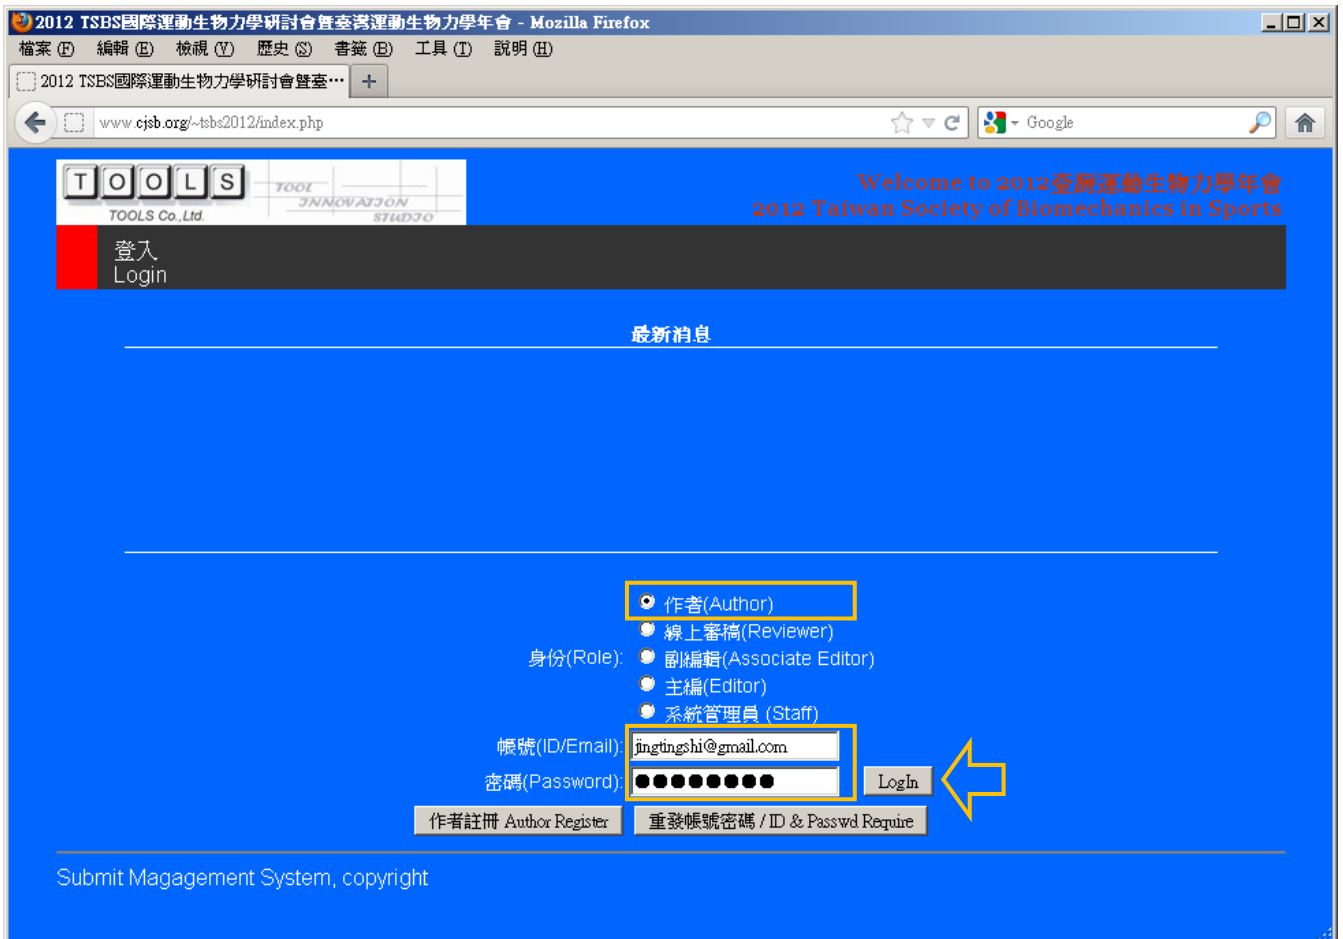 2012 TSBS國際運動生物力學研討會暨臺灣運動生物力學年會 - Mozilla Firefox
檔案 (F) 編輯 (E) 檢視 (V) 歷史 (S) 書籤 (B) 工具 (T) 說明 (H)
2012 TSBS國際運動生物力學研討會暨臺… +
www.cjsb.org/~tsbs2012/index.php Google
TOOLS TOOL
INNOVATION
TOOLS Co.,Ltd. STUDIO
Welcome to 2012臺灣運動生物力學年會
2012 Taiwan Society of Biomechanics in Sports
登入
Login
最新消息
作者(Author)
線上審稿(Reviewer)
身份(Role): 副編輯(Associate Editor)
主編(Editor)
系統管理員 (Staff)
帳號(ID/Email): jingtingshi@gmail.com
密碼(Password): ●●●●●●●● LogIn
作者註冊 Author Register 重發帳號密碼 / ID & Passwd Require
Submit Magagement System, copyright